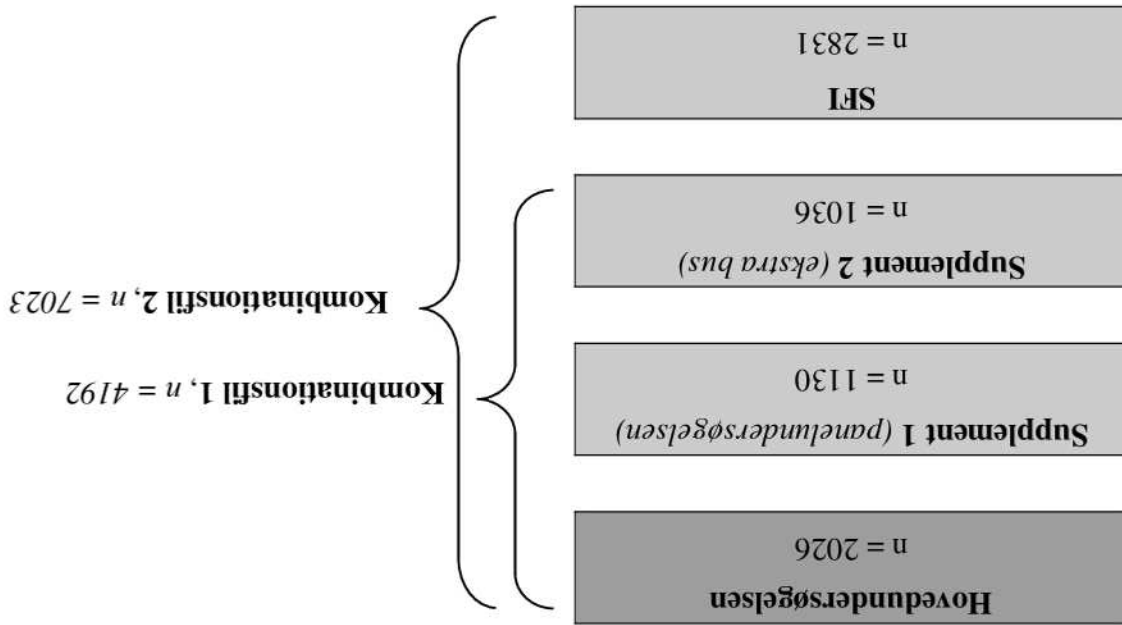 Hovedundersøgelsen
n = 2026
Supplement 1 (panelundersøgelsen)
n = 1130
Kombinationsfil 1, n = 4192
Kombinationsfil 2, n = 7023
Supplement 2 (ekstra bus)
n = 1036
SFI
n = 2831